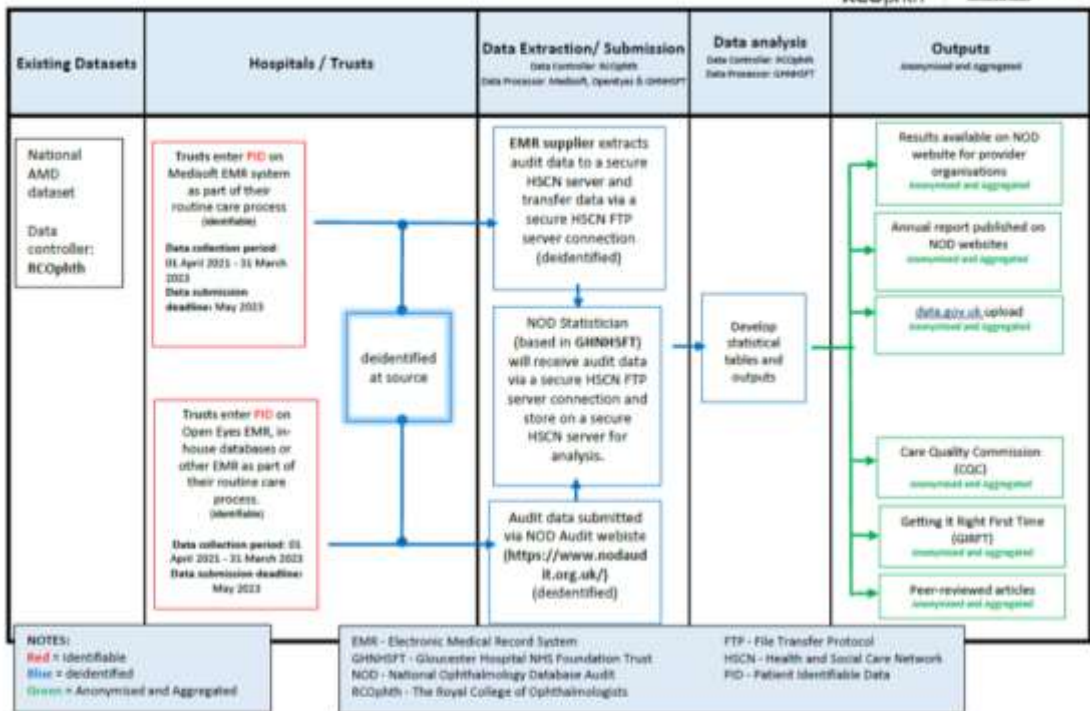 Existing Datasets
Hospitals / Trusts
Data Extraction/ Submission
Data Controller: RCOphth
Data Processor: Medisoft, OpenEyes & GHNHSFT
Data analysis
Data Controller: RCOphth
Data Processor: GHNHSFT
Outputs
Anonymised and Aggregated
National
AMD
dataset
Data
controller:
RCOphth
Trusts enter PID on
Medisoft EMR system
as part of their
routine care process
(identifiable)
Data collection period:
01 April 2021 - 31 March
2023
Data submission
deadline: May 2023
deidentified
at source
Trusts enter PID on
Open Eyes EMR, in-
house databases or
other EMR as part of
their routine care
process.
(identifiable)
Data collection period: 01
April 2021 - 31 March 2023
Data submission deadline:
May 2023
EMR supplier extracts
audit data to a secure
HSCN server and
transfer data via a
secure HSCN FTP
server connection
(deidentified)
NOD Statistician
(based in GHNHSFT)
will receive audit data
via a secure HSCN FTP
server connection and
store on a secure
HSCN server for
analysis.
Audit data submitted
via NOD Audit webiste
(https://www.nodaud
it.org.uk/)
(deidentified)
Develop
statistical
tables and
outputs
Results available on NOD
website for provider
organisations
Anonymised and Aggregated
Annual report published on
NOD websites
Anonymised and aggregated
data.gov.uk upload
Anonymised and Aggregated
Care Quality Commission
(CQC)
Anonymised and Aggregated
Getting It Right First Time
(GIRFT)
Anonymised and aggregated
Peer-reviewed articles
Anonymised and aggregated
NOTES:
Red = Identifiable
Blue = deidentified
Green = Anonymised and Aggregated
EMR - Electronic Medical Record System
GHNHSFT - Gloucester Hospital NHS Foundation Trust
NOD - National Ophthalmology Database Audit
RCOphth - The Royal College of Ophthalmologists
FTP - File Transfer Protocol
HSCN - Health and Social Care Network
PID - Patient Identifiable Data